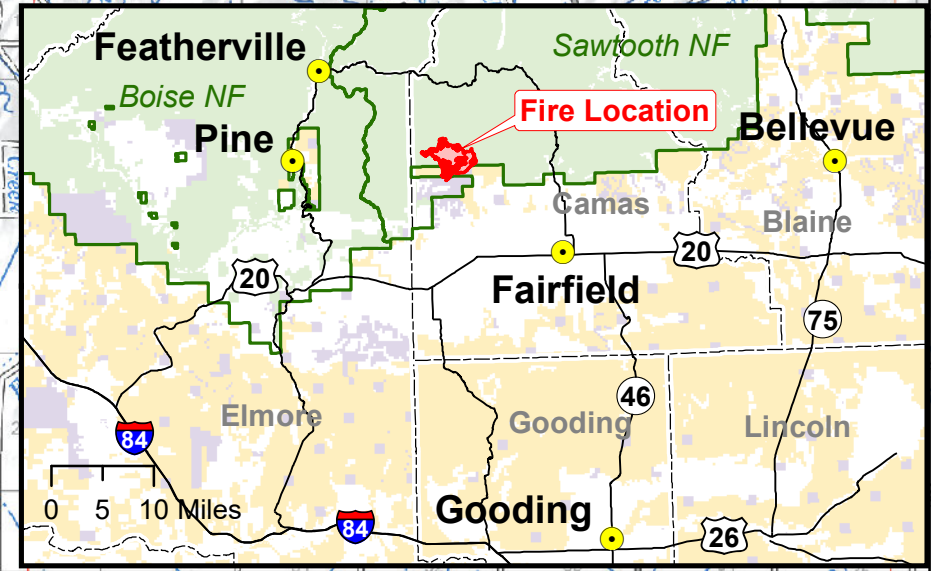 Featherville
Sawtooth NF
Boise NF
Fire Location
Pine
Bellevue
Camas
Blaine
20
20
Fairfield
75
46
Elmore
Gooding
Lincoln
84
0 5 10 Miles
Gooding
84
26
Creek